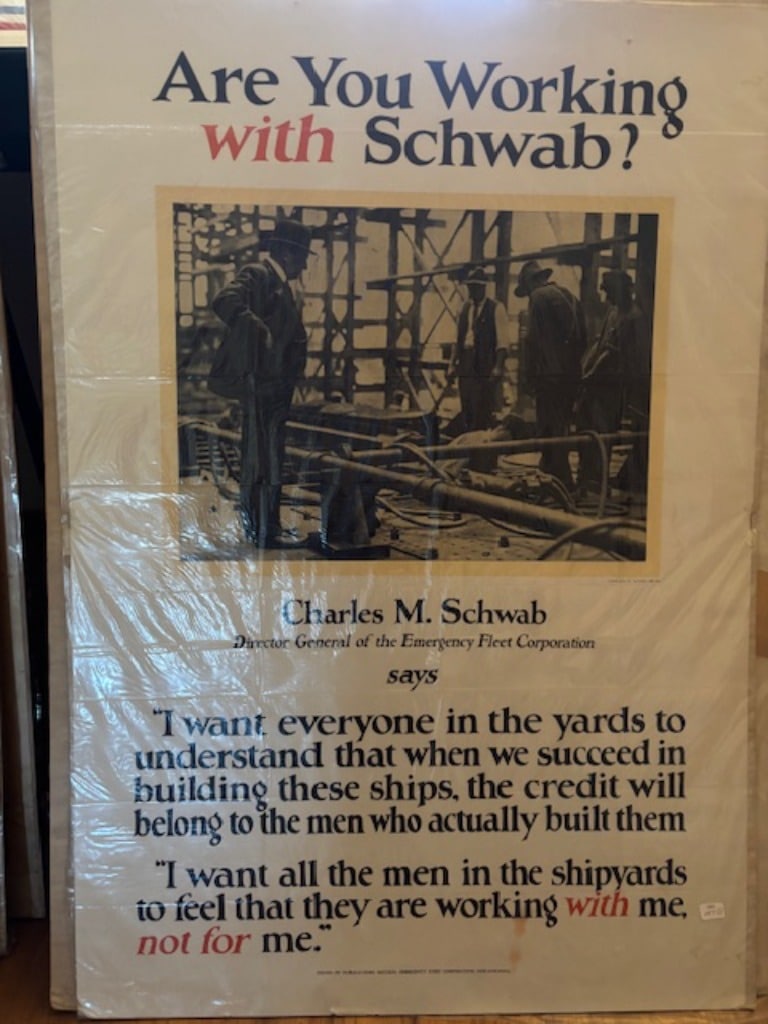 Are You Working
with Schwab?
Charles M. Schwab
Director General of the Emergency Fleet Corporation
says
"I want everyone in the yards to
understand that when we succeed in
building these ships, the credit will
belong to the men who actually built them
"I want all the men in the shipyards
to feel that they are working with me,
not for me."